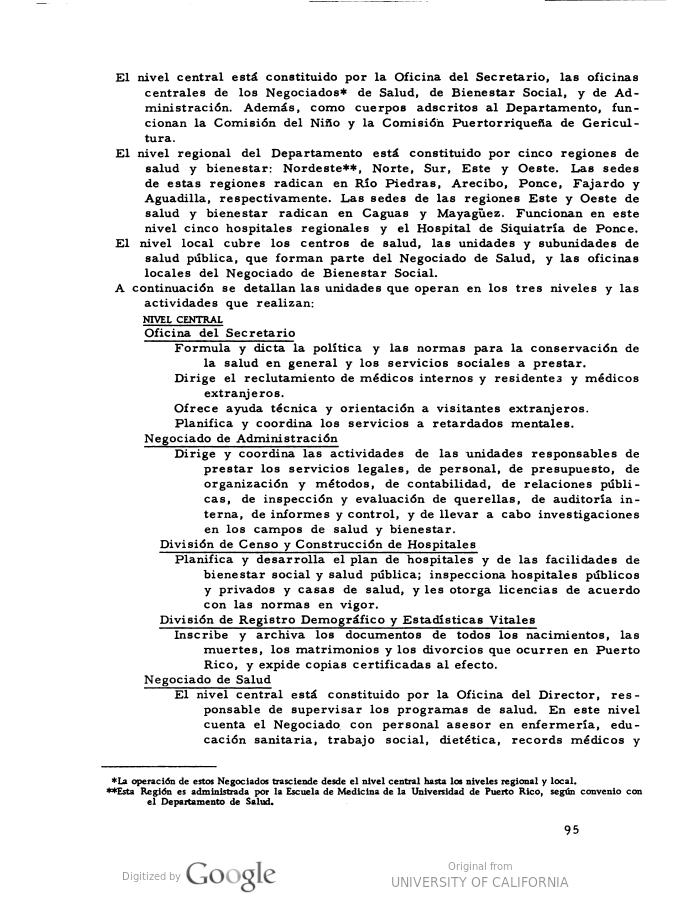 El nivel central está constituido por la Oficina del Secretario, las oficinas
centrales de los Negociados* de Salud, de Bienestar Social, y de Ad-
ministración. Además, como cuerpos adscritos al Departamento, fun-
cionan la Comisión del Niño y la Comisión Puertorriqueña de Gericul-
tura.
El nivel regional del Departamento está constituido por cinco regiones de
salud y bienestar: Nordeste**, Norte, Sur, Este y Oeste. Las sedes
de estas regiones radican en Río Piedras, Arecibo, Ponce, Fajardo y
Aguadilla, respectivamente. Las sedes de las regiones Este y Oeste de
salud y bienestar radican en Caguas y Mayagüez. Funcionan en este
nivel cinco hospitales regionales y el Hospital de Siquiatría de Ponce.
El nivel local cubre los centros de salud, las unidades y subunidades de
salud pública, que forman parte del Negociado de Salud, y las oficinas
locales del Negociado de Bienestar Social.
A continuación se detallan las unidades que operan en los tres niveles y las
actividades que realizan:
NIVEL CENTRAL
Oficina del Secretario
Formula y dicta la política y las normas para la conservación de
la salud en general y los servicios sociales a prestar.
Dirige el reclutamiento de médicos internos y residentes y médicos
extranjeros.
Ofrece ayuda técnica y orientación a visitantes extranjeros.
Planifica y coordina los servicios a retardados mentales.
Negociado de Administración
Dirige y coordina las actividades de las unidades responsables de
prestar los servicios legales, de personal, de presupuesto, de
organización y métodos, de contabilidad, de relaciones públi-
cas, de inspección y evaluación de querellas, de auditoría in-
terna, de informes y control, y de llevar a cabo investigaciones
en los campos de salud y bienestar.
División de Censo y Construcción de Hospitales
Planifica y desarrolla el plan de hospitales y de las facilidades de
bienestar social y salud pública; inspecciona hospitales públicos
y privados y casas de salud, y les otorga licencias de acuerdo
con las normas en vigor.
División de Registro Demográfico y Estadísticas Vitales
Inscribe y archiva los documentos de todos los nacimientos, las
muertes, los matrimonios y los divorcios que ocurren en Puerto
Rico, y expide copias certificadas al efecto.
Negociado de Salud
El nivel central está constituido por la Oficina del Director, res-
ponsable de supervisar los programas de salud. En este nivel
cuenta el Negociado con personal asesor en enfermería, edu-
cación sanitaria, trabajo social, dietética, records médicos y
*La operación de estos Negociados trasciende desde el nivel central hasta los niveles regional y local.
**Esta Región es administrada por la Escuela de Medicina de la Universidad de Puerto Rico, según convenio con
el Departamento de Salud.
95
Digitized by Google
Original from
UNIVERSITY OF CALIFORNIA